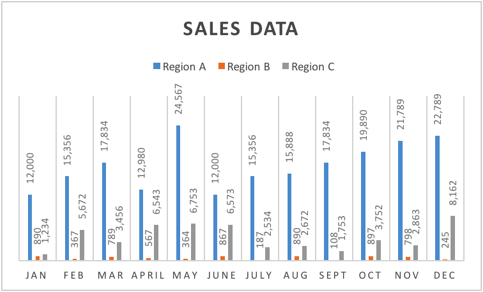 SALES DATA
Region A Region B Region C
12,000 890 1,234
15,356 367 5,672
17,834 789 3,456
12,980 567 6,543
24,567 364 6,753
12,000 867 6,573
15,356 187 2,534
15,888 890 2,672
17,834 108 1,753
19,890 897 3,752
21,789 798 2,863
22,789 245 8,162
JAN FEB MAR APRIL MAY JUNE JULY AUG SEPT OCT NOV DEC